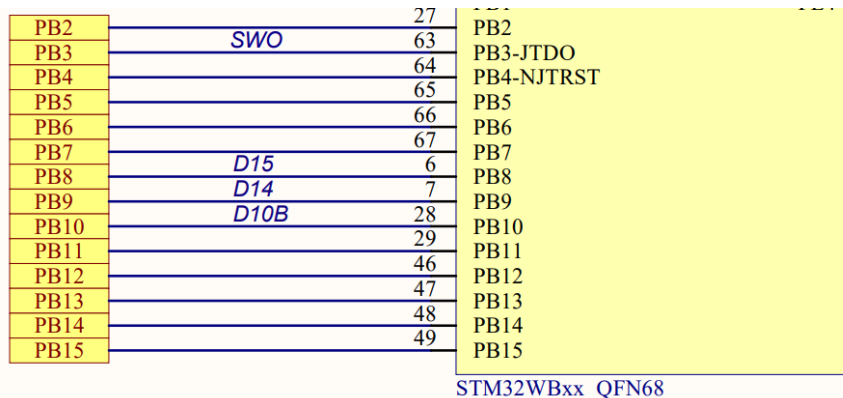 27
PB2 PB2
SWO 63
PB3 PB3-JTDO
64
PB4 PB4-NJTRST
65
PB5 PB5
66
PB6 PB6
67
PB7 PB7
D15 6
PB8 PB8
D14 7
PB9 PB9
D10B 28
PB10 PB10
29
PB11 PB11
46
PB12 PB12
47
PB13 PB13
48
PB14 PB14
49
PB15 PB15
STM32WBxx_QFN68